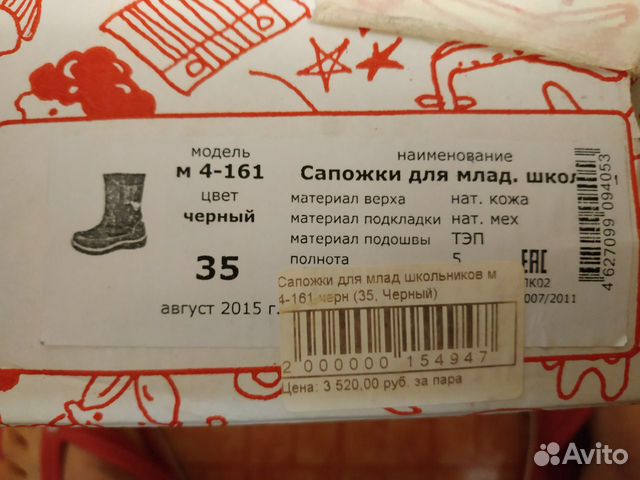 модель
м 4-161
цвет
черный
35
август 2015 г.
наименование
Сапожки для млад.
материал верха нат. кожа
материал подкладки нат. мех
материал подошвы ТЭП
полнота 5
EAC
ПК02
007/2011
4627099094053
Сапожки для млад школьников м
4-161 черн (35, Черный)
2 000000 154947
Цена: 3 520,00 руб. за пара
Avito